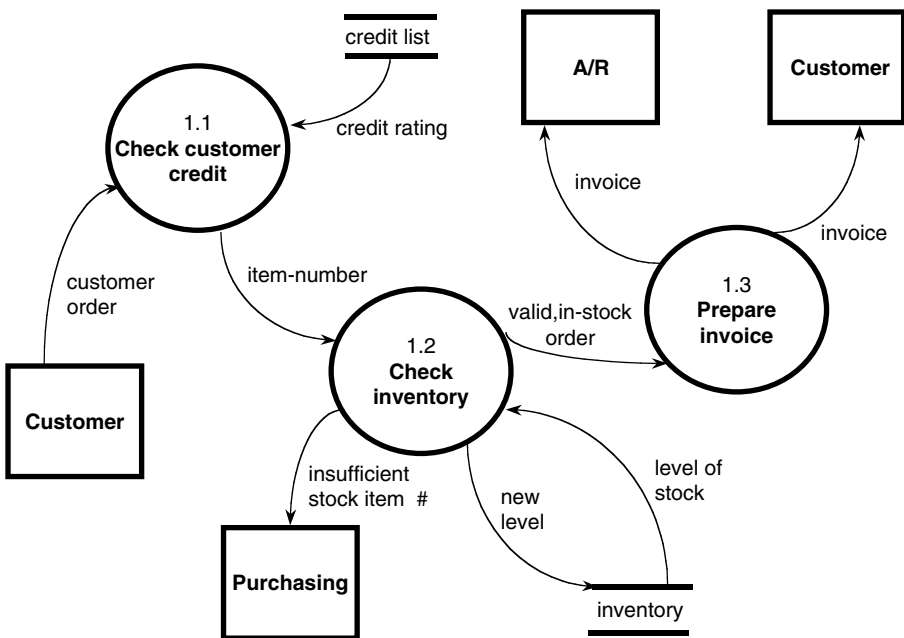 credit list
A/R
Customer
1.1
Check customer
credit
credit rating
invoice
invoice
customer
order
item-number
1.3
Prepare
invoice
valid,in-stock
order
1.2
Check
inventory
Customer
insufficient
stock item #
new
level
level of
stock
Purchasing
inventory